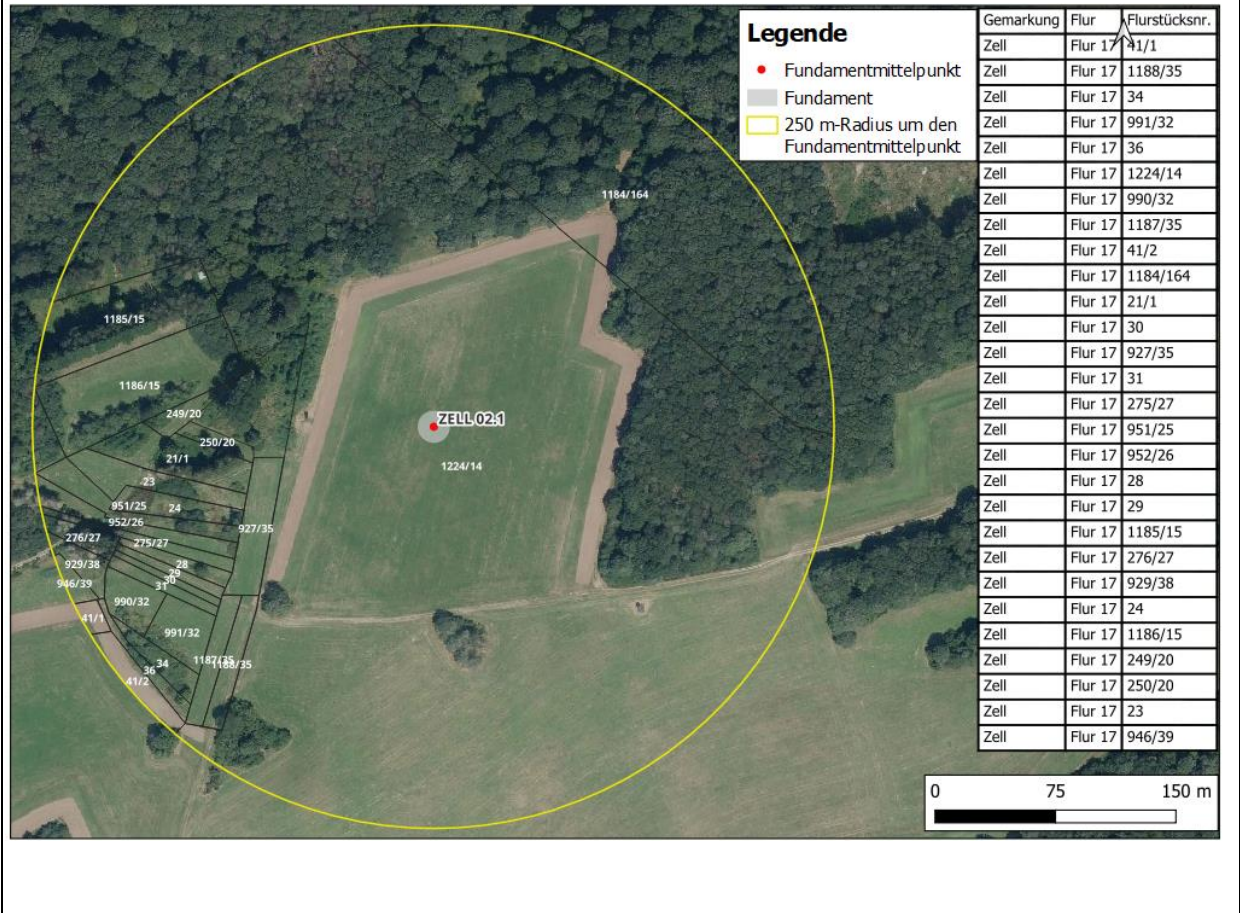 Legende
Fundamentmittelpunkt
Fundament
250 m-Radius um den
Fundamentmittelpunkt
Gemarkung Flur Flurstücksnr.
Zell Flur 17 41/1
Zell Flur 17 1188/35
Zell Flur 17 34
Zell Flur 17 991/32
Zell Flur 17 36
Zell Flur 17 1224/14
Zell Flur 17 990/32
Zell Flur 17 1187/35
Zell Flur 17 41/2
Zell Flur 17 1184/164
Zell Flur 17 21/1
Zell Flur 17 30
Zell Flur 17 927/35
Zell Flur 17 31
Zell Flur 17 275/27
Zell Flur 17 951/25
Zell Flur 17 952/26
Zell Flur 17 28
Zell Flur 17 29
Zell Flur 17 1185/15
Zell Flur 17 276/27
Zell Flur 17 929/38
Zell Flur 17 24
Zell Flur 17 1186/15
Zell Flur 17 249/20
Zell Flur 17 250/20
Zell Flur 17 23
Zell Flur 17 946/39
1184/164
1185/15
1186/15
249/20
ZELL 02.1
250/20
21/1
1224/14
23
951/25
24
952/26
927/35
276/27
275/27
929/38
28
29
30
946/39
31
990/32
41/1
991/32
1187/35
1188/35
34
36
41/2
0 75 150 m